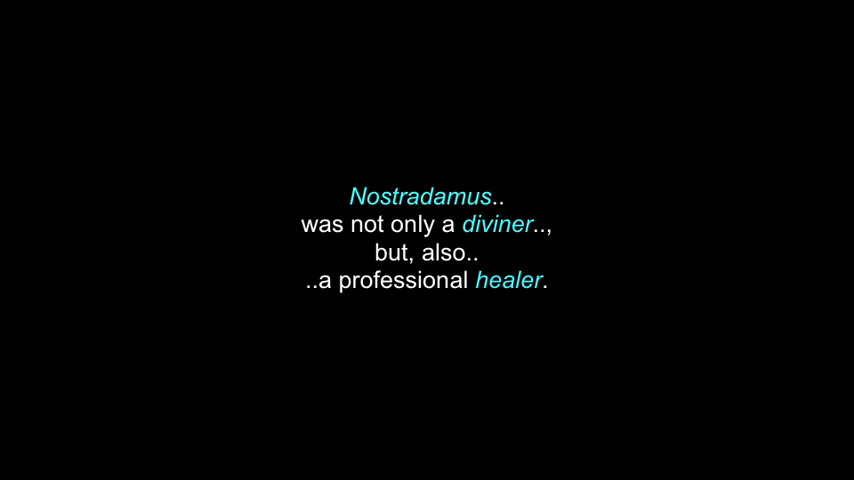 Nostradamus..
was not only a diviner..,
but, also..
..a professional healer.